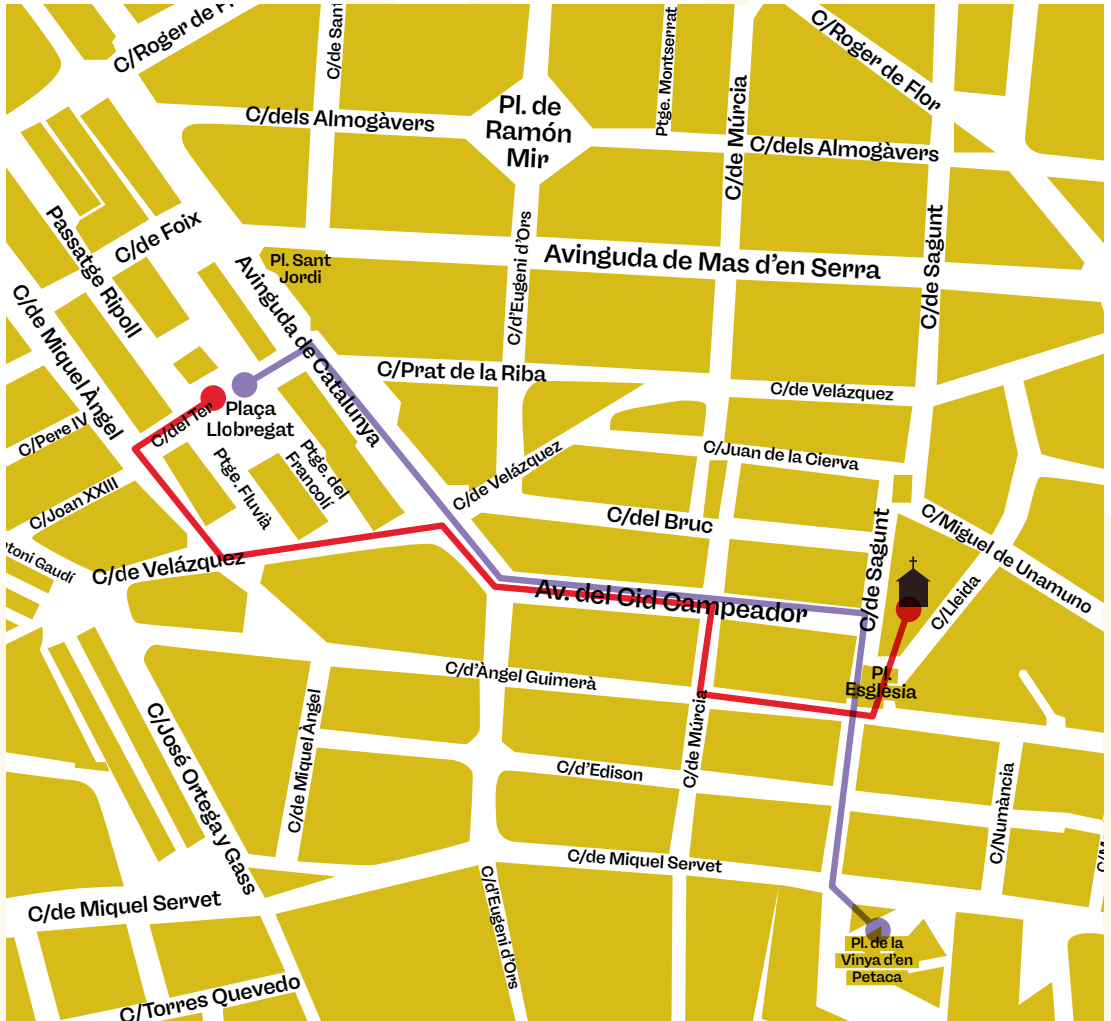 C/Roger de F
C/de Sant
Ptge. Montserrat
C/Roger de Flor
C/dels Almogàvers
Pl. de
Ramón
Mir
C/de Múrcia
C/dels Almogàvers
Passatge Ripoll
C/de Foix
Pl. Sant
Jordi
C/d'Eugeni d'Ors
Avinguda de Mas d'en Serra
C/de Sagunt
C/de Miquel Àngel
Avinguda de Catalunya
C/Prat de la Riba
C/de Velázquez
C/Pere IV
C/del Ter
Plaça
Llobregat
C/Joan XXIII
Ptge. Fluvià
Ptge. del
Francolí
C/de Velázquez
C/Juan de la Cierva
C/del Bruc
C/de Sagunt
C/Miguel de Unamuno
toni Gaudí
C/de Velázquez
Av. del Cid Campeador
C/Lleida
C/d'Àngel Guimerà
Pl.
Església
C/José Ortega y Gass
C/de Miquel Àngel
C/de Múrcia
C/d'Edison
C/Numància
C/de Miquel Servet
C/de Miquel Servet
C/d'Eugeni d'Ors
Pl. de la
Vinya d'en
Petaca
C/Torres Quevedo